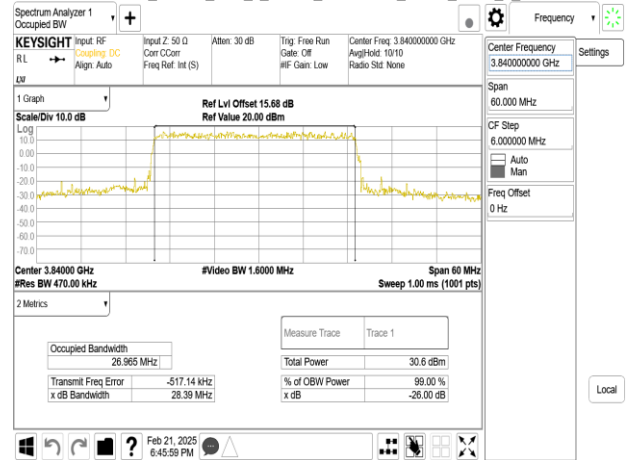 Spectrum Analyzer 1
Occupied BW
Frequency
KEYSIGHT
RL
LXI
Input: RF
Coupling: DC
Align: Auto
Input Z: 50 Ω
Corr CCorr
Freq Ref: Int (S)
Atten: 30 dB
Trig: Free Run
Gate: Off
#IF Gain: Low
Center Freq: 3.840000000 GHz
Avg|Hold: 10/10
Radio Std: None
Center Frequency
3.840000000 GHz
Settings
Span
60.000 MHz
CF Step
6.000000 MHz
Auto
Man
Freq Offset
0 Hz
1 Graph
Scale/Div 10.0 dB
Ref Lvl Offset 15.68 dB
Ref Value 20.00 dBm
Log
10.0
0.00
-10.0
-20.0
-30.0
-40.0
-50.0
-60.0
-70.0
Center 3.84000 GHz
#Video BW 1.6000 MHz
Span 60 MHz
#Res BW 470.00 kHz
Sweep 1.00 ms (1001 pts)
2 Metrics
Measure Trace Trace 1
Occupied Bandwidth
26.965 MHz
Total Power 30.6 dBm
Transmit Freq Error -517.14 kHz
% of OBW Power 99.00 %
x dB Bandwidth 28.39 MHz
x dB -26.00 dB
Local
?
Feb 21, 2025
6:45:59 PM